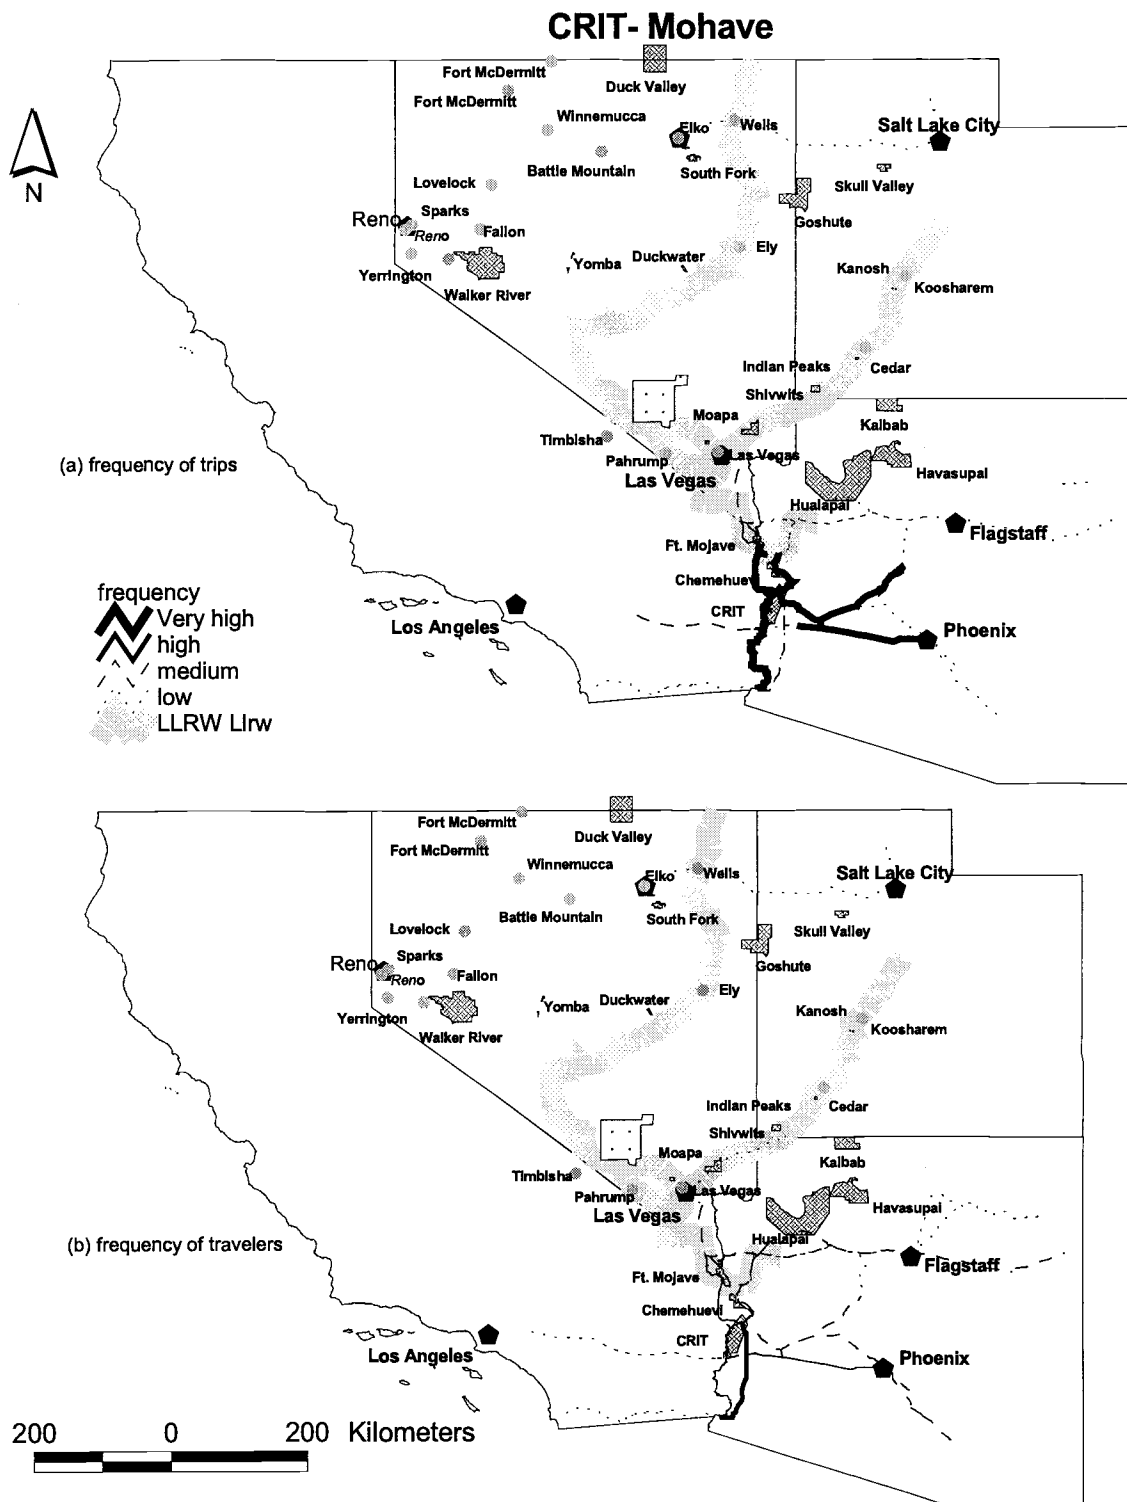 CRIT- Mohave
Fort McDermitt
Duck Valley
Fort McDermitt
Winnemucca
Elko
Wells
Salt Lake City
Battle Mountain
South Fork
Skull Valley
N
Lovelock
Sparks
Reno
Reno
Fallon
Goshute
Yerrington
Yomba
Duckwater
Ely
Walker River
Kanosh
Koosharem
Indian Peaks
Cedar
Shivwits
Moapa
Kaibab
Timbisha
Pahrump
Las Vegas
Las Vegas
Havasupai
(a) frequency of trips
Hualapai
Flagstaff
Ft. Mojave
Chemehuevi
frequency
Very high
high
medium
low
LLRW Llrw
CRIT
Los Angeles
Phoenix
Fort McDermitt
Duck Valley
Fort McDermitt
Winnemucca
Elko
Wells
Salt Lake City
Battle Mountain
South Fork
Skull Valley
Lovelock
Sparks
Reno
Reno
Fallon
Goshute
Yerrington
Yomba
Duckwater
Ely
Walker River
Kanosh
Koosharem
Indian Peaks
Cedar
Shivwits
Moapa
Kaibab
Timbisha
Pahrump
Las Vegas
Las Vegas
Havasupai
(b) frequency of travelers
Hualapai
Flagstaff
Ft. Mojave
Chemehuevi
CRIT
Los Angeles
Phoenix
200 0 200 Kilometers